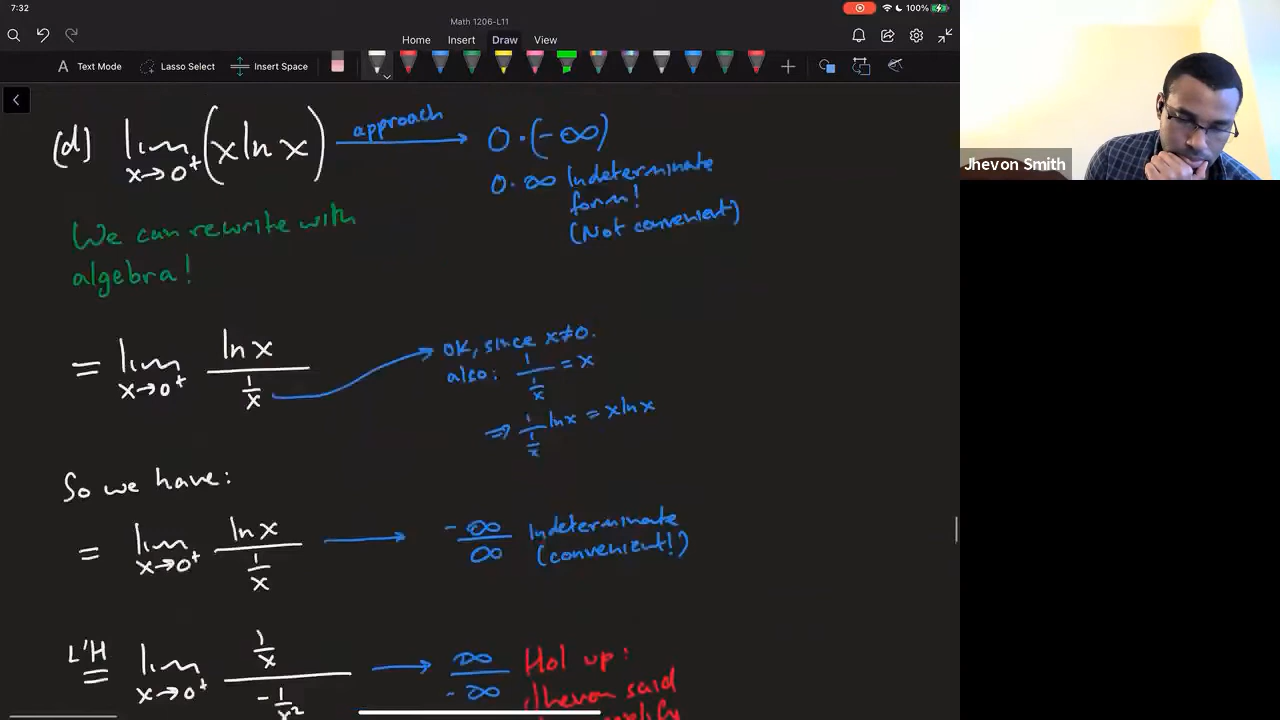 7:32
100%
Math 1206-L11
Home Insert Draw View
Text Mode Lasso Select Insert Space
Jhevon Smith
(d) lim x→0⁺ (x ln x) approach 0·(-∞)
0·∞ Indeterminate
form!
(Not convenient)
We can rewrite with
algebra!
= lim x→0⁺ ln x / (1/x)
OK, since x≠0.
also: 1/(1/x) = x
⇒ 1/(1/x) ln x = x ln x
So we have:
= lim x→0⁺ ln x / (1/x) → -∞/∞ Indeterminate
(convenient!)
L'H = lim x→0⁺ (1/x) / (-1/x²) → ∞/-∞ Hol up:
Jhevon said